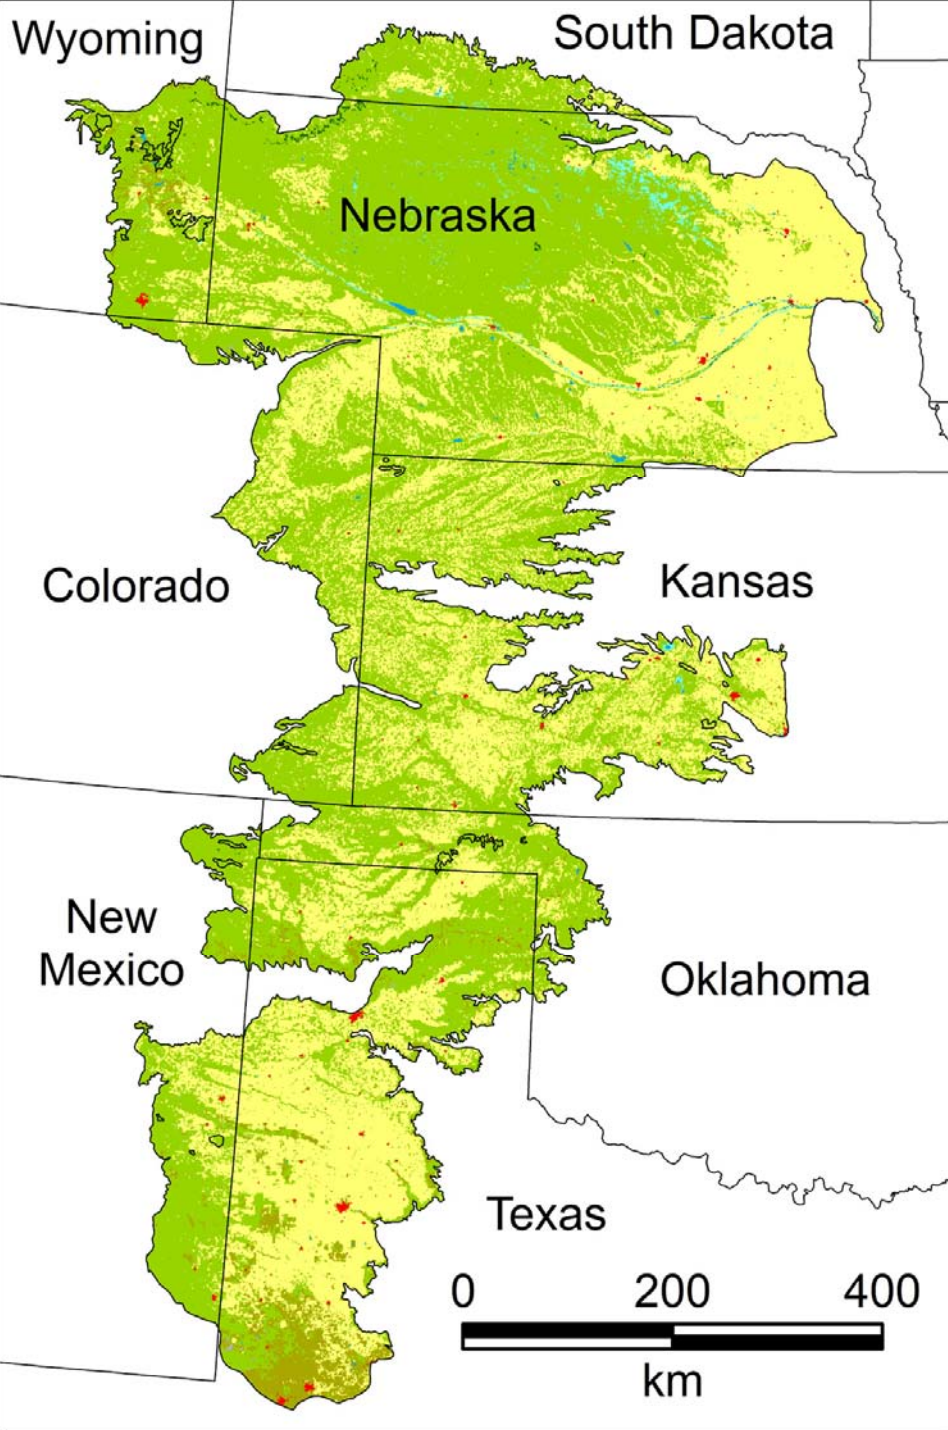 Wyoming
South Dakota
Nebraska
Colorado
Kansas
New
Mexico
Oklahoma
Texas
0 200 400
km